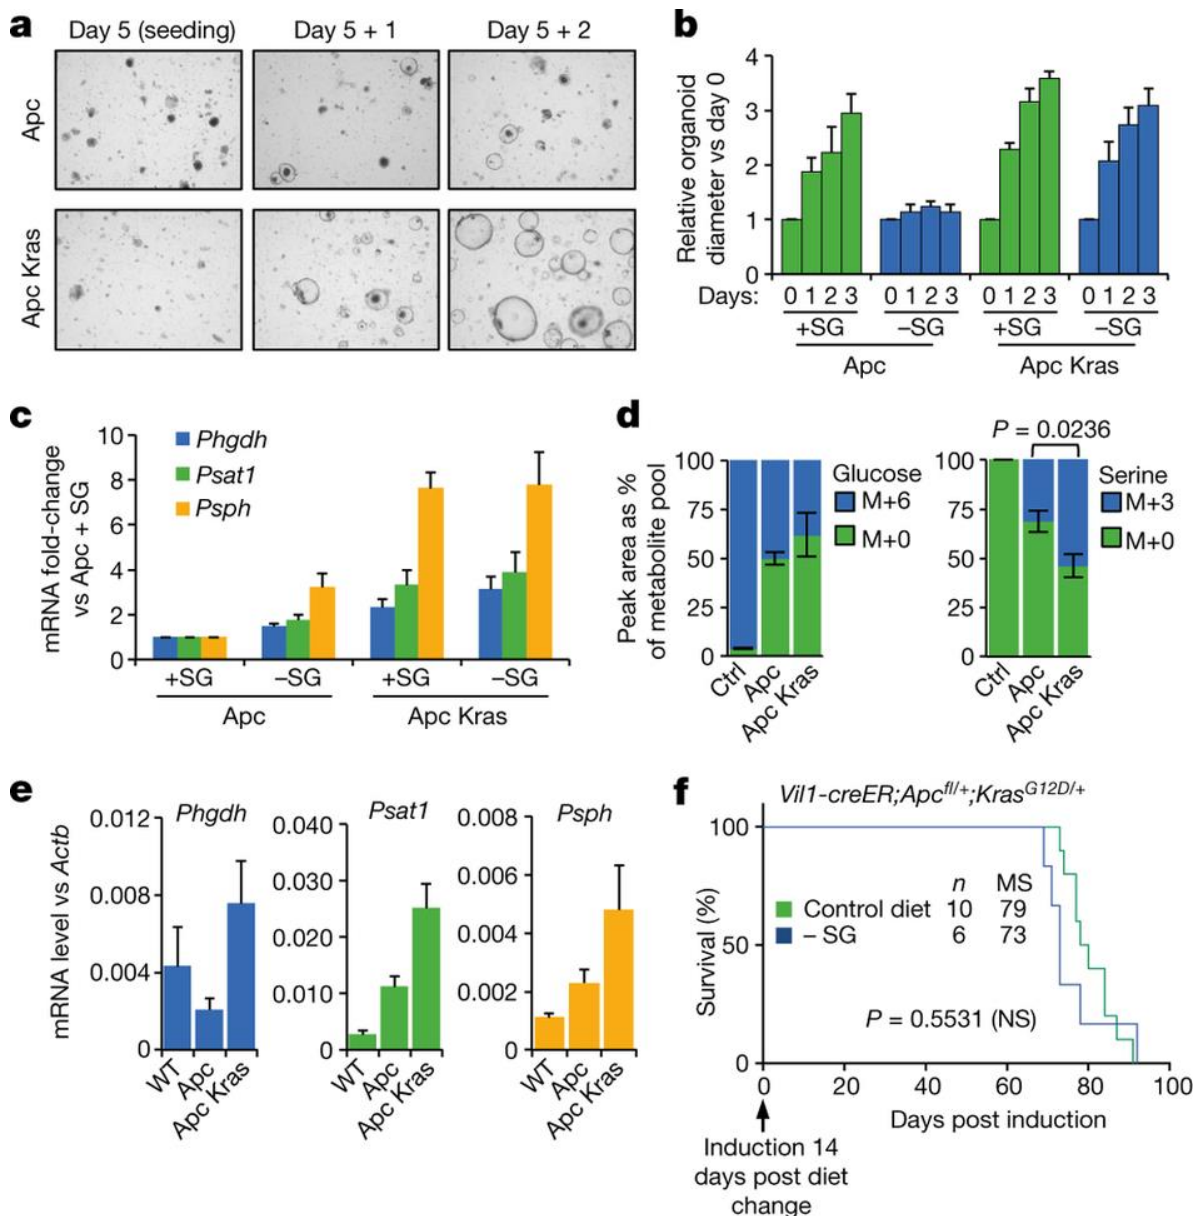 a
Day 5 (seeding)
Day 5 + 1
Day 5 + 2
Apc
Apc Kras
b
Relative organoid
diameter vs day 0
4
3
2
1
0
Days: 0 1 2 3 0 1 2 3 0 1 2 3 0 1 2 3
+SG –SG +SG –SG
Apc Apc Kras
c
mRNA fold-change
vs Apc + SG
10
8
6
4
2
0
Phgdh
Psat1
Psph
+SG –SG +SG –SG
Apc Apc Kras
d
Peak area as %
of metabolite pool
100
75
50
25
0
Ctrl
Apc
Apc Kras
Glucose
M+6
M+0
P = 0.0236
100
75
50
25
0
Ctrl
Apc
Apc Kras
Serine
M+3
M+0
e
mRNA level vs Actb
Phgdh
0.012
0.008
0.004
0
WT
Apc
Apc Kras
Psat1
0.040
0.030
0.020
0.010
0
WT
Apc
Apc Kras
Psph
0.008
0.006
0.004
0.002
0
WT
Apc
Apc Kras
f
Vil1-creER;Apcfl/+;KrasG12D/+
Survival (%)
100
50
0
n MS
Control diet 10 79
– SG 6 73
P = 0.5531 (NS)
0 20 40 60 80 100
Days post induction
Induction 14
days post diet
change